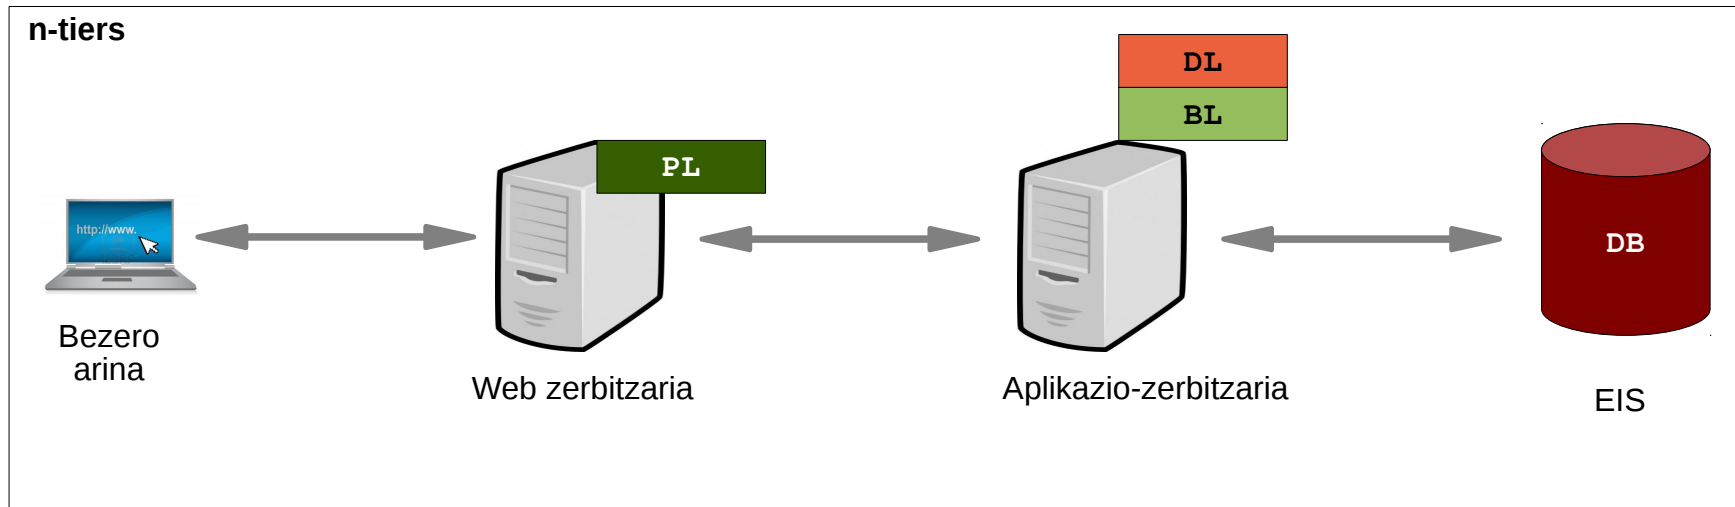 n-tiers
DL
BL
PL
http://www.
DB
Bezero
arina
Web zerbitzaria
Aplikazio-zerbitzaria
EIS